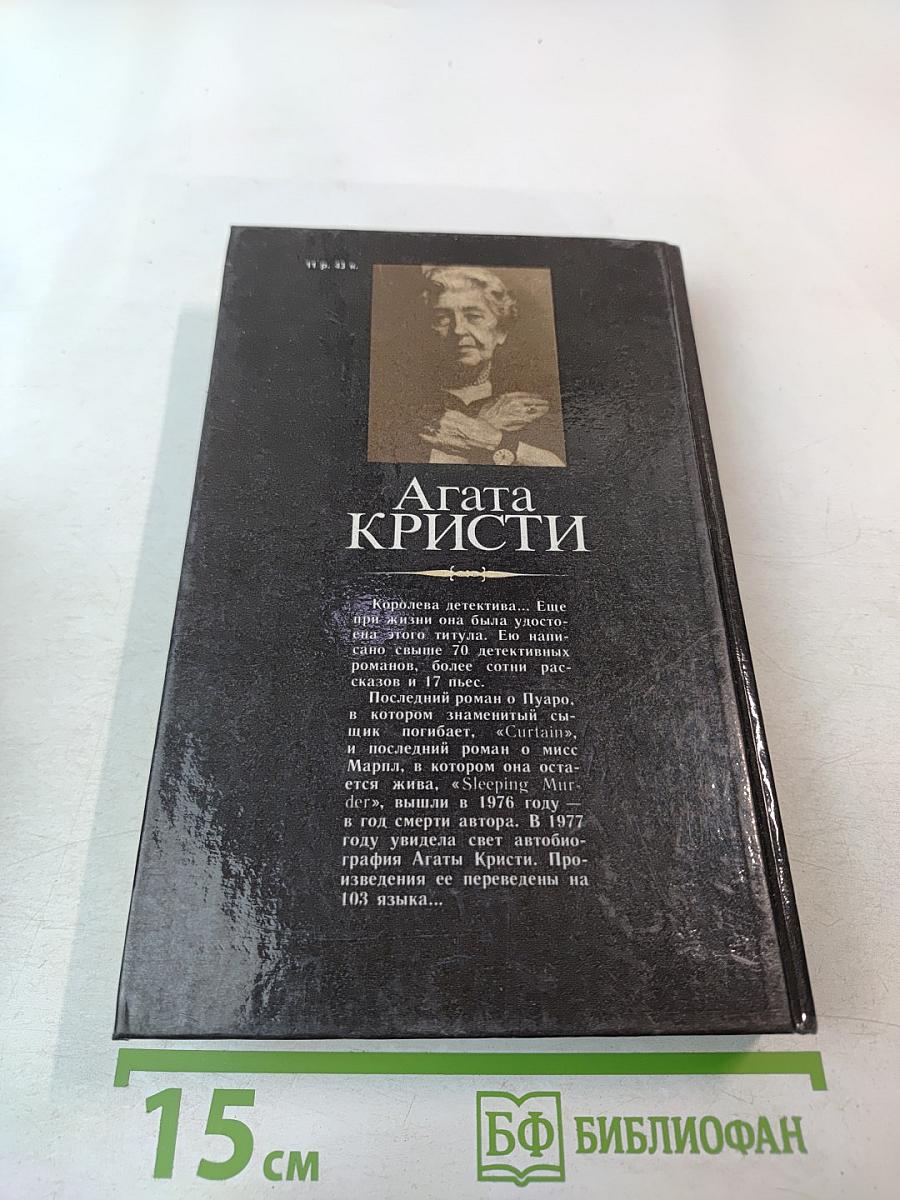 11 р. 43 к.
Агата
КРИСТИ
Королева детектива... Еще
при жизни она была удосто-
ена этого титула. Ею напи-
сано свыше 70 детективных
романов, более сотни рас-
сказов и 17 пьес.
Последний роман о Пуаро,
в котором знаменитый сы-
щик погибает, «Curtain»,
и последний роман о мисс
Марпл, в котором она оста-
ется жива, «Sleeping Mur-
der», вышли в 1976 году —
в год смерти автора. В 1977
году увидела свет автобио-
графия Агаты Кристи. Про-
изведения ее переведены на
103 языка...
15 см
БФ БИБЛИОФАН